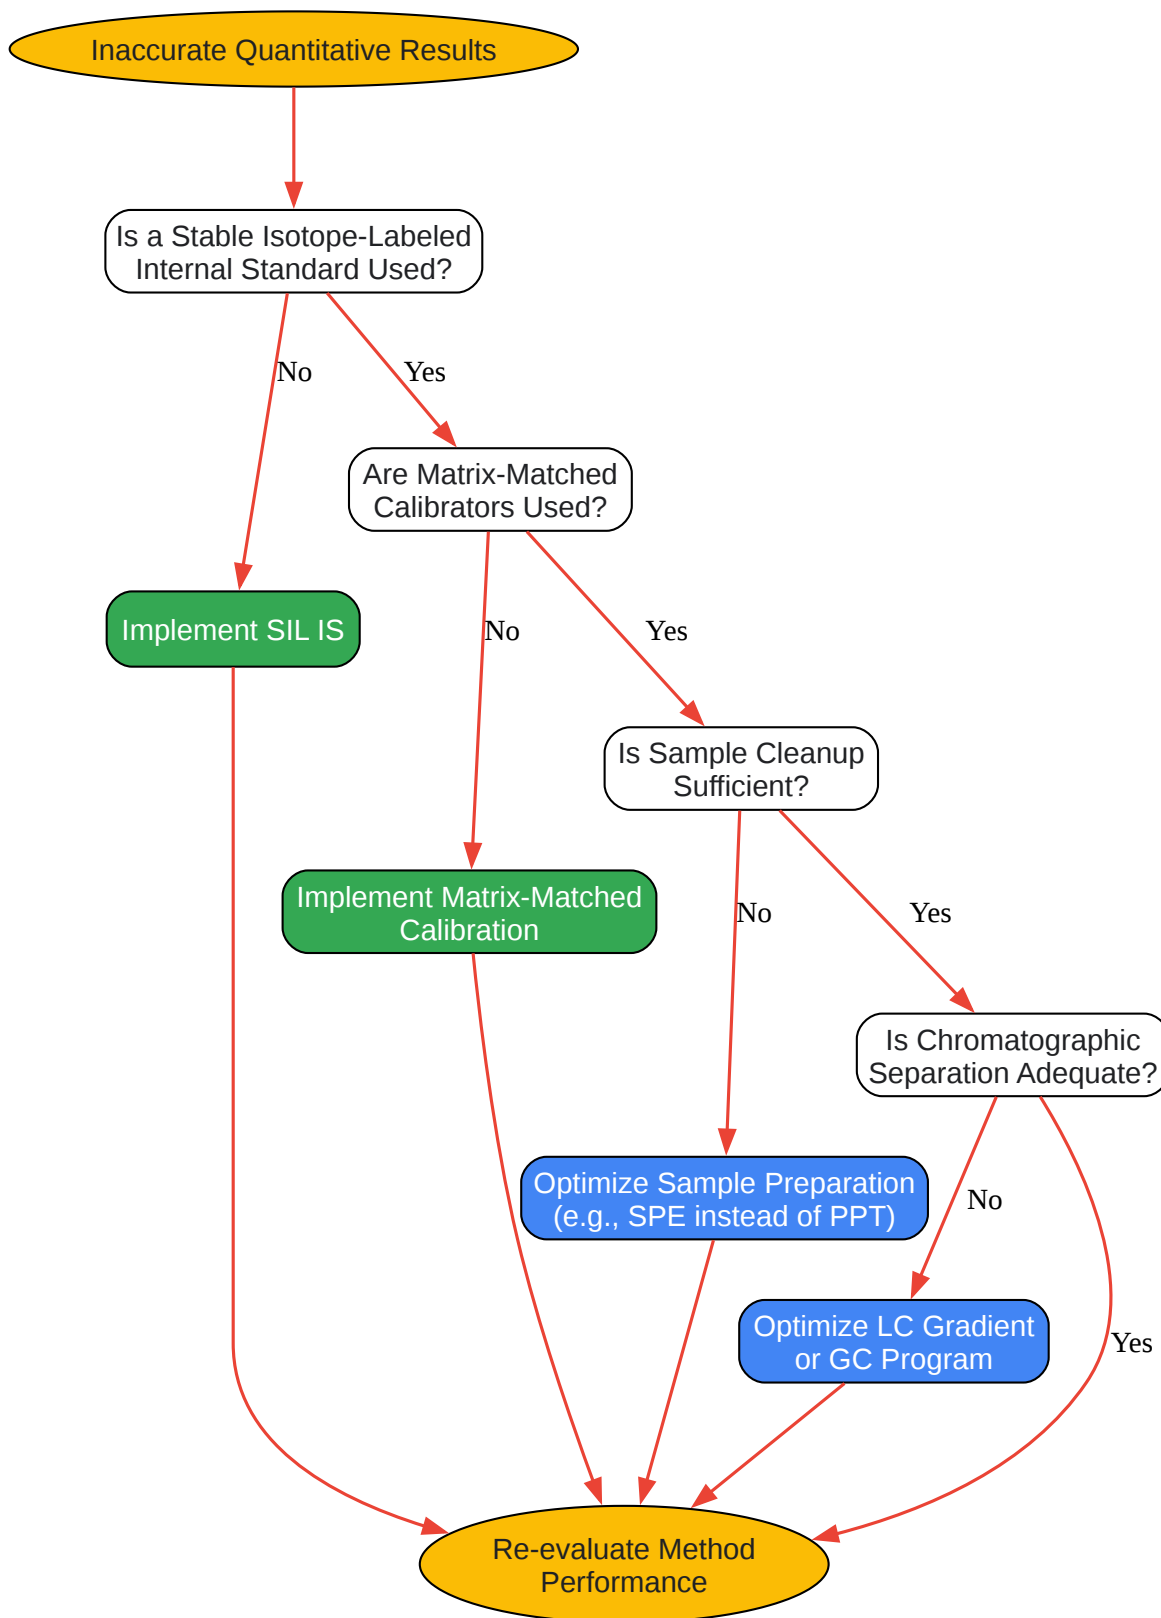 Inaccurate Quantitative Results
Is a Stable Isotope-Labeled
Internal Standard Used?
No
Yes
Are Matrix-Matched
Calibrators Used?
Implement SIL IS
No
Yes
Is Sample Cleanup
Sufficient?
Implement Matrix-Matched
Calibration
No
Yes
Is Chromatographic
Separation Adequate?
Optimize Sample Preparation
(e.g., SPE instead of PPT)
No
Optimize LC Gradient
or GC Program
Yes
Re-evaluate Method
Performance